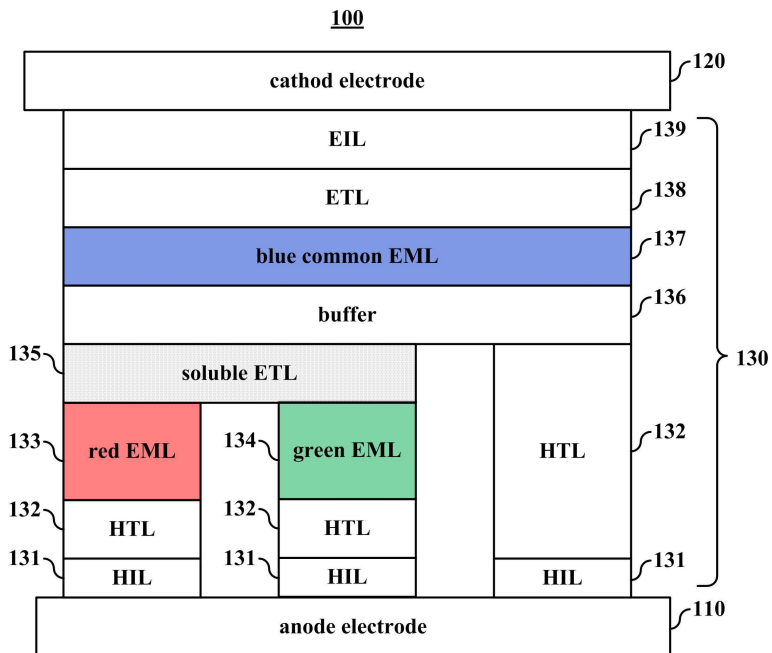 100
cathod electrode
120
EIL
139
ETL
138
blue common EML
137
buffer
136
135
soluble ETL
130
133
red EML
134
green EML
HTL
132
132
HTL
132
HTL
131
HIL
131
HIL
HIL
131
anode electrode
110